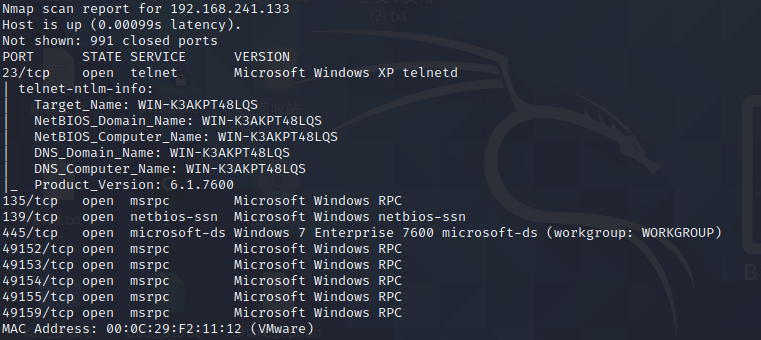 Nmap scan report for 192.168.241.133
Host is up (0.00099s latency).
(2).txt
Not shown: 991 closed ports
PORT      STATE SERVICE      VERSION
23/tcp    open  telnet       Microsoft Windows XP telnetd
| telnet-ntlm-info:
|   Target_Name: WIN-K3AKPT48LQS
|   NetBIOS_Domain_Name: WIN-K3AKPT48LQS
|   NetBIOS_Computer_Name: WIN-K3AKPT48LQS
|   DNS_Domain_Name: WIN-K3AKPT48LQS
|   DNS_Computer_Name: WIN-K3AKPT48LQS
|_  Product_Version: 6.1.7600
135/tcp   open  msrpc        Microsoft Windows RPC
139/tcp   open  netbios-ssn  Microsoft Windows netbios-ssn
445/tcp   open  microsoft-ds Windows 7 Enterprise 7600 microsoft-ds (workgroup: WORKGROUP)
49152/tcp open  msrpc        Microsoft Windows RPC
49153/tcp open  msrpc        Microsoft Windows RPC
49154/tcp open  msrpc        Microsoft Windows RPC
49155/tcp open  msrpc        Microsoft Windows RPC
49159/tcp open  msrpc        Microsoft Windows RPC
MAC Address: 00:0C:29:F2:11:12 (VMware)